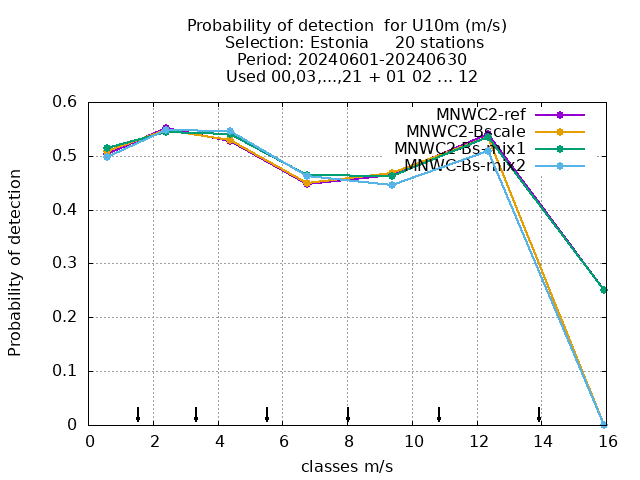 Probability of detection  for U10m (m/s)
Selection: Estonia     20 stations
Period: 20240601-20240630
Used 00,03,...,21 + 01 02 ... 12
MNWC2-ref
MNWC2-Bscale
MNWC2-Bs-mix1
MNWC-Bs-mix2
Probability of detection
0.6
0.5
0.4
0.3
0.2
0.1
0
0 2 4 6 8 10 12 14 16
classes m/s